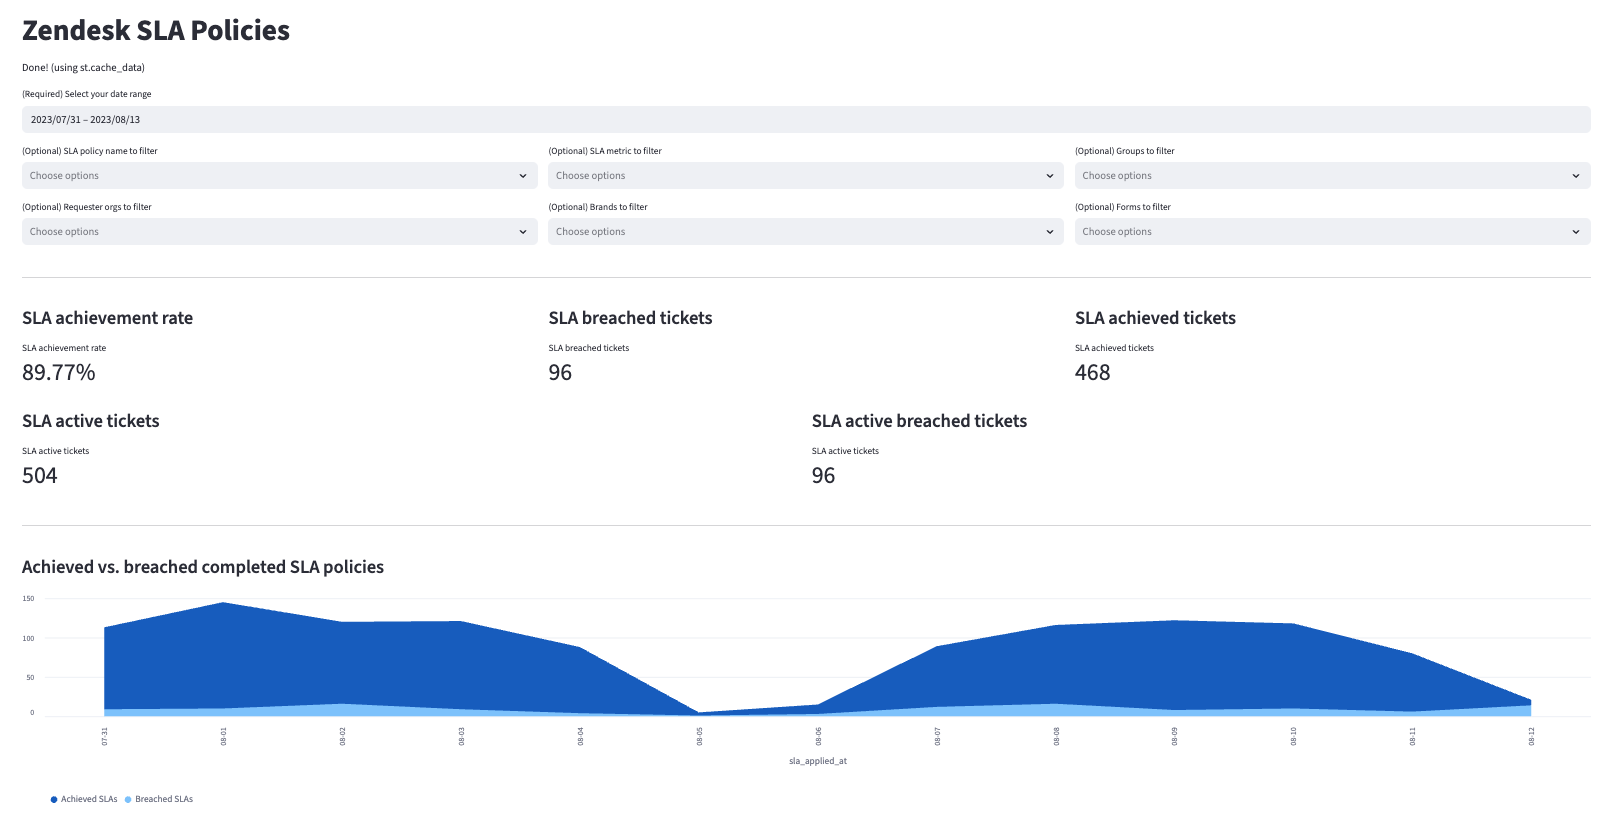 Zendesk SLA Policies
Done! (using st.cache_data)
(Required) Select your date range
2023/07/31 – 2023/08/13
(Optional) SLA policy name to filter
(Optional) SLA metric to filter
(Optional) Groups to filter
Choose options
Choose options
Choose options
(Optional) Requester orgs to filter
(Optional) Brands to filter
(Optional) Forms to filter
Choose options
Choose options
Choose options
SLA achievement rate
SLA breached tickets
SLA achieved tickets
SLA achievement rate
SLA breached tickets
SLA achieved tickets
89.77%
96
468
SLA active tickets
SLA active breached tickets
SLA active tickets
SLA active tickets
504
96
Achieved vs. breached completed SLA policies
150
100
50
0
07-31
08-01
08-02
08-03
08-04
08-05
08-06
08-07
08-08
08-09
08-10
08-11
08-12
sla_applied_at
Achieved SLAs
Breached SLAs